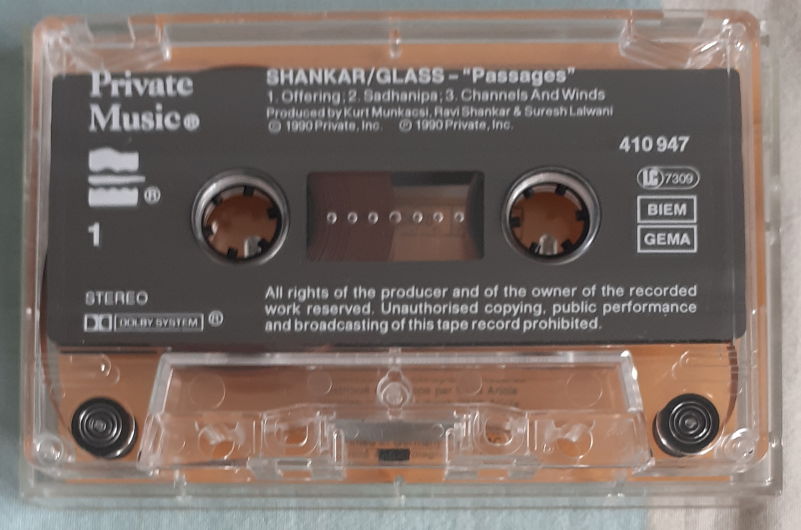 Private
Music®
SHANKAR/GLASS – "Passages"
1. Offering; 2. Sadhanipa; 3. Channels And Winds
Produced by Kurt Munkacsi, Ravi Shankar & Suresh Lalwani
© 1990 Private, Inc. ℗ 1990 Private, Inc.
410 947
LC 7309
®
BIEM
1
GEMA
STEREO
DOLBY SYSTEM ®
All rights of the producer and of the owner of the recorded
work reserved. Unauthorised copying, public performance
and broadcasting of this tape record prohibited.